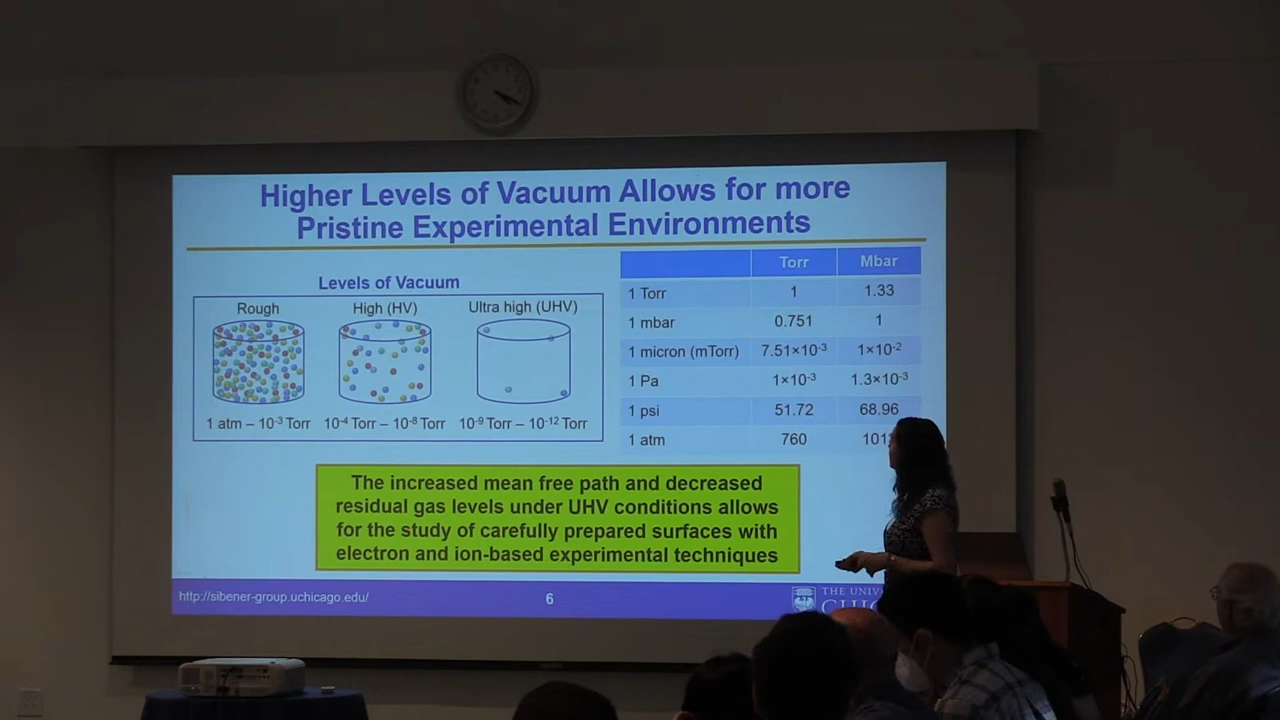 Higher Levels of Vacuum Allows for more
Pristine Experimental Environments
Levels of Vacuum
Rough High (HV) Ultra high (UHV)
1 atm – 10⁻³ Torr 10⁻⁴ Torr – 10⁻⁸ Torr 10⁻⁹ Torr – 10⁻¹² Torr
Torr Mbar
1 Torr 1 1.33
1 mbar 0.751 1
1 micron (mTorr) 7.51×10⁻³ 1×10⁻²
1 Pa 1×10⁻³ 1.3×10⁻³
1 psi 51.72 68.96
1 atm 760
The increased mean free path and decreased
residual gas levels under UHV conditions allows
for the study of carefully prepared surfaces with
electron and ion-based experimental techniques
http://sibener-group.uchicago.edu/ 6
THE